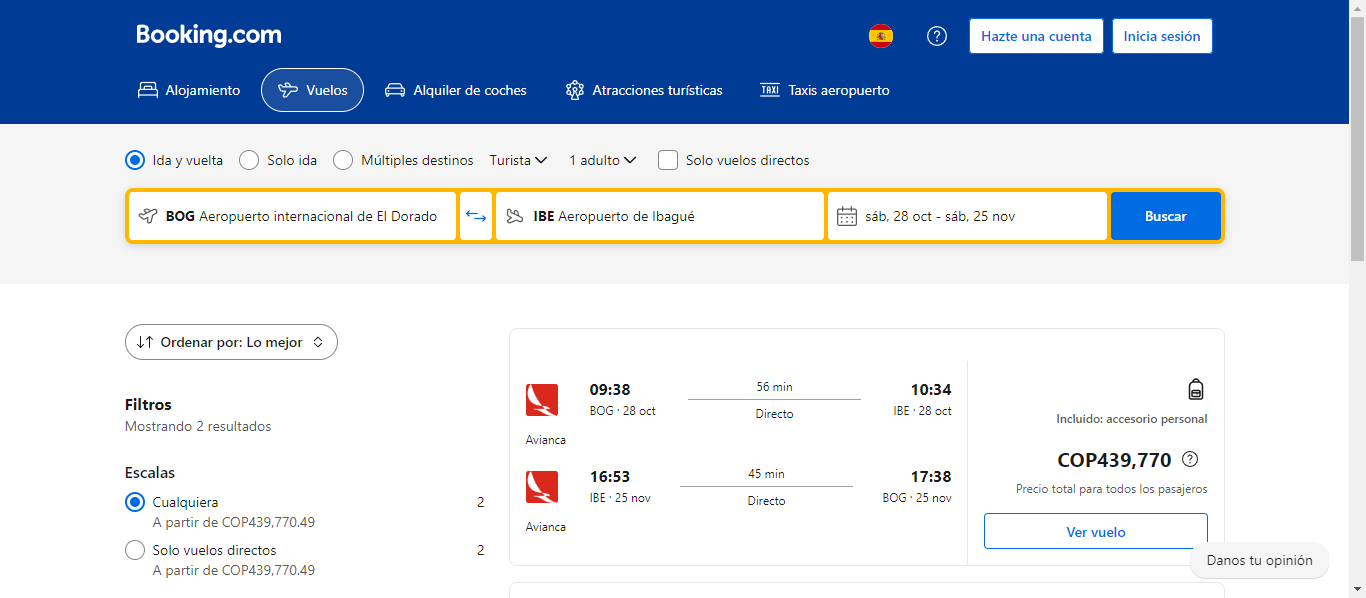 Booking.com
Hazte una cuenta
Inicia sesión
Alojamiento
Vuelos
Alquiler de coches
Atracciones turísticas
TAXI Taxis aeropuerto
Ida y vuelta
Solo ida
Múltiples destinos
Turista
1 adulto
Solo vuelos directos
BOG Aeropuerto internacional de El Dorado
IBE Aeropuerto de Ibagué
sáb, 28 oct - sáb, 25 nov
Buscar
Ordenar por: Lo mejor
Filtros
Mostrando 2 resultados
Escalas
Cualquiera 2
A partir de COP439,770.49
Solo vuelos directos 2
A partir de COP439,770.49
09:38 56 min 10:34
BOG · 28 oct Directo IBE · 28 oct
Avianca
16:53 45 min 17:38
IBE · 25 nov Directo BOG · 25 nov
Avianca
Incluido: accesorio personal
COP439,770
Precio total para todos los pasajeros
Ver vuelo
Danos tu opinión